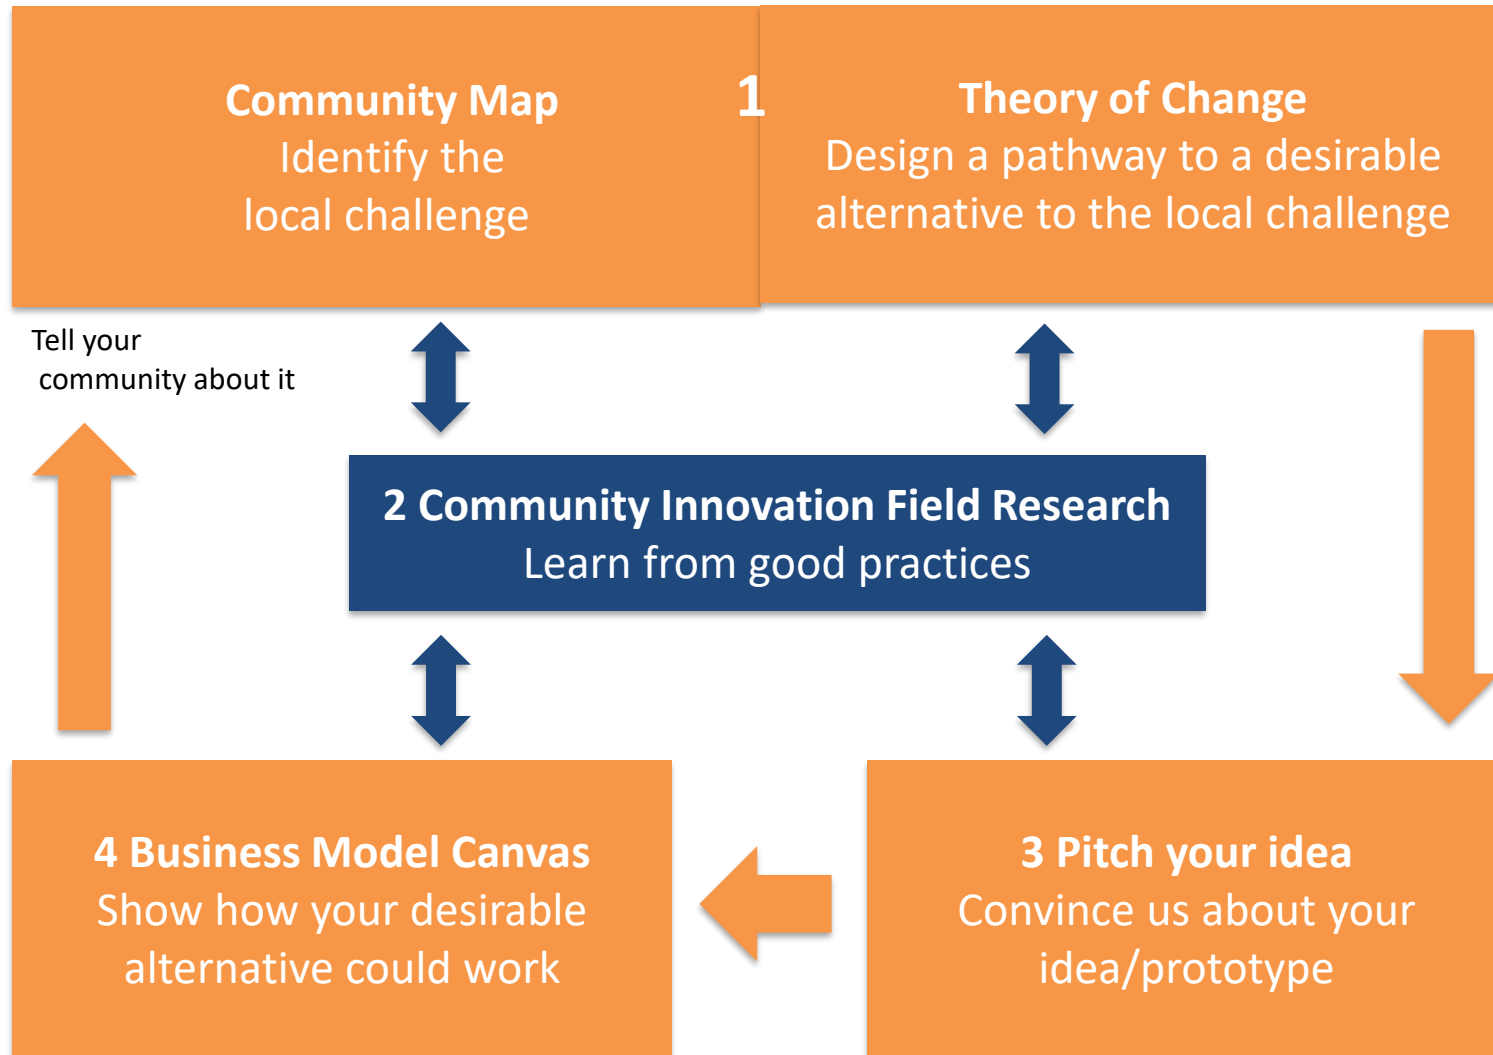 Community Map
Identify the
local challenge
1
Theory of Change
Design a pathway to a desirable
alternative to the local challenge
Tell your
community about it
2 Community Innovation Field Research
Learn from good practices
4 Business Model Canvas
Show how your desirable
alternative could work
3 Pitch your idea
Convince us about your
idea/prototype